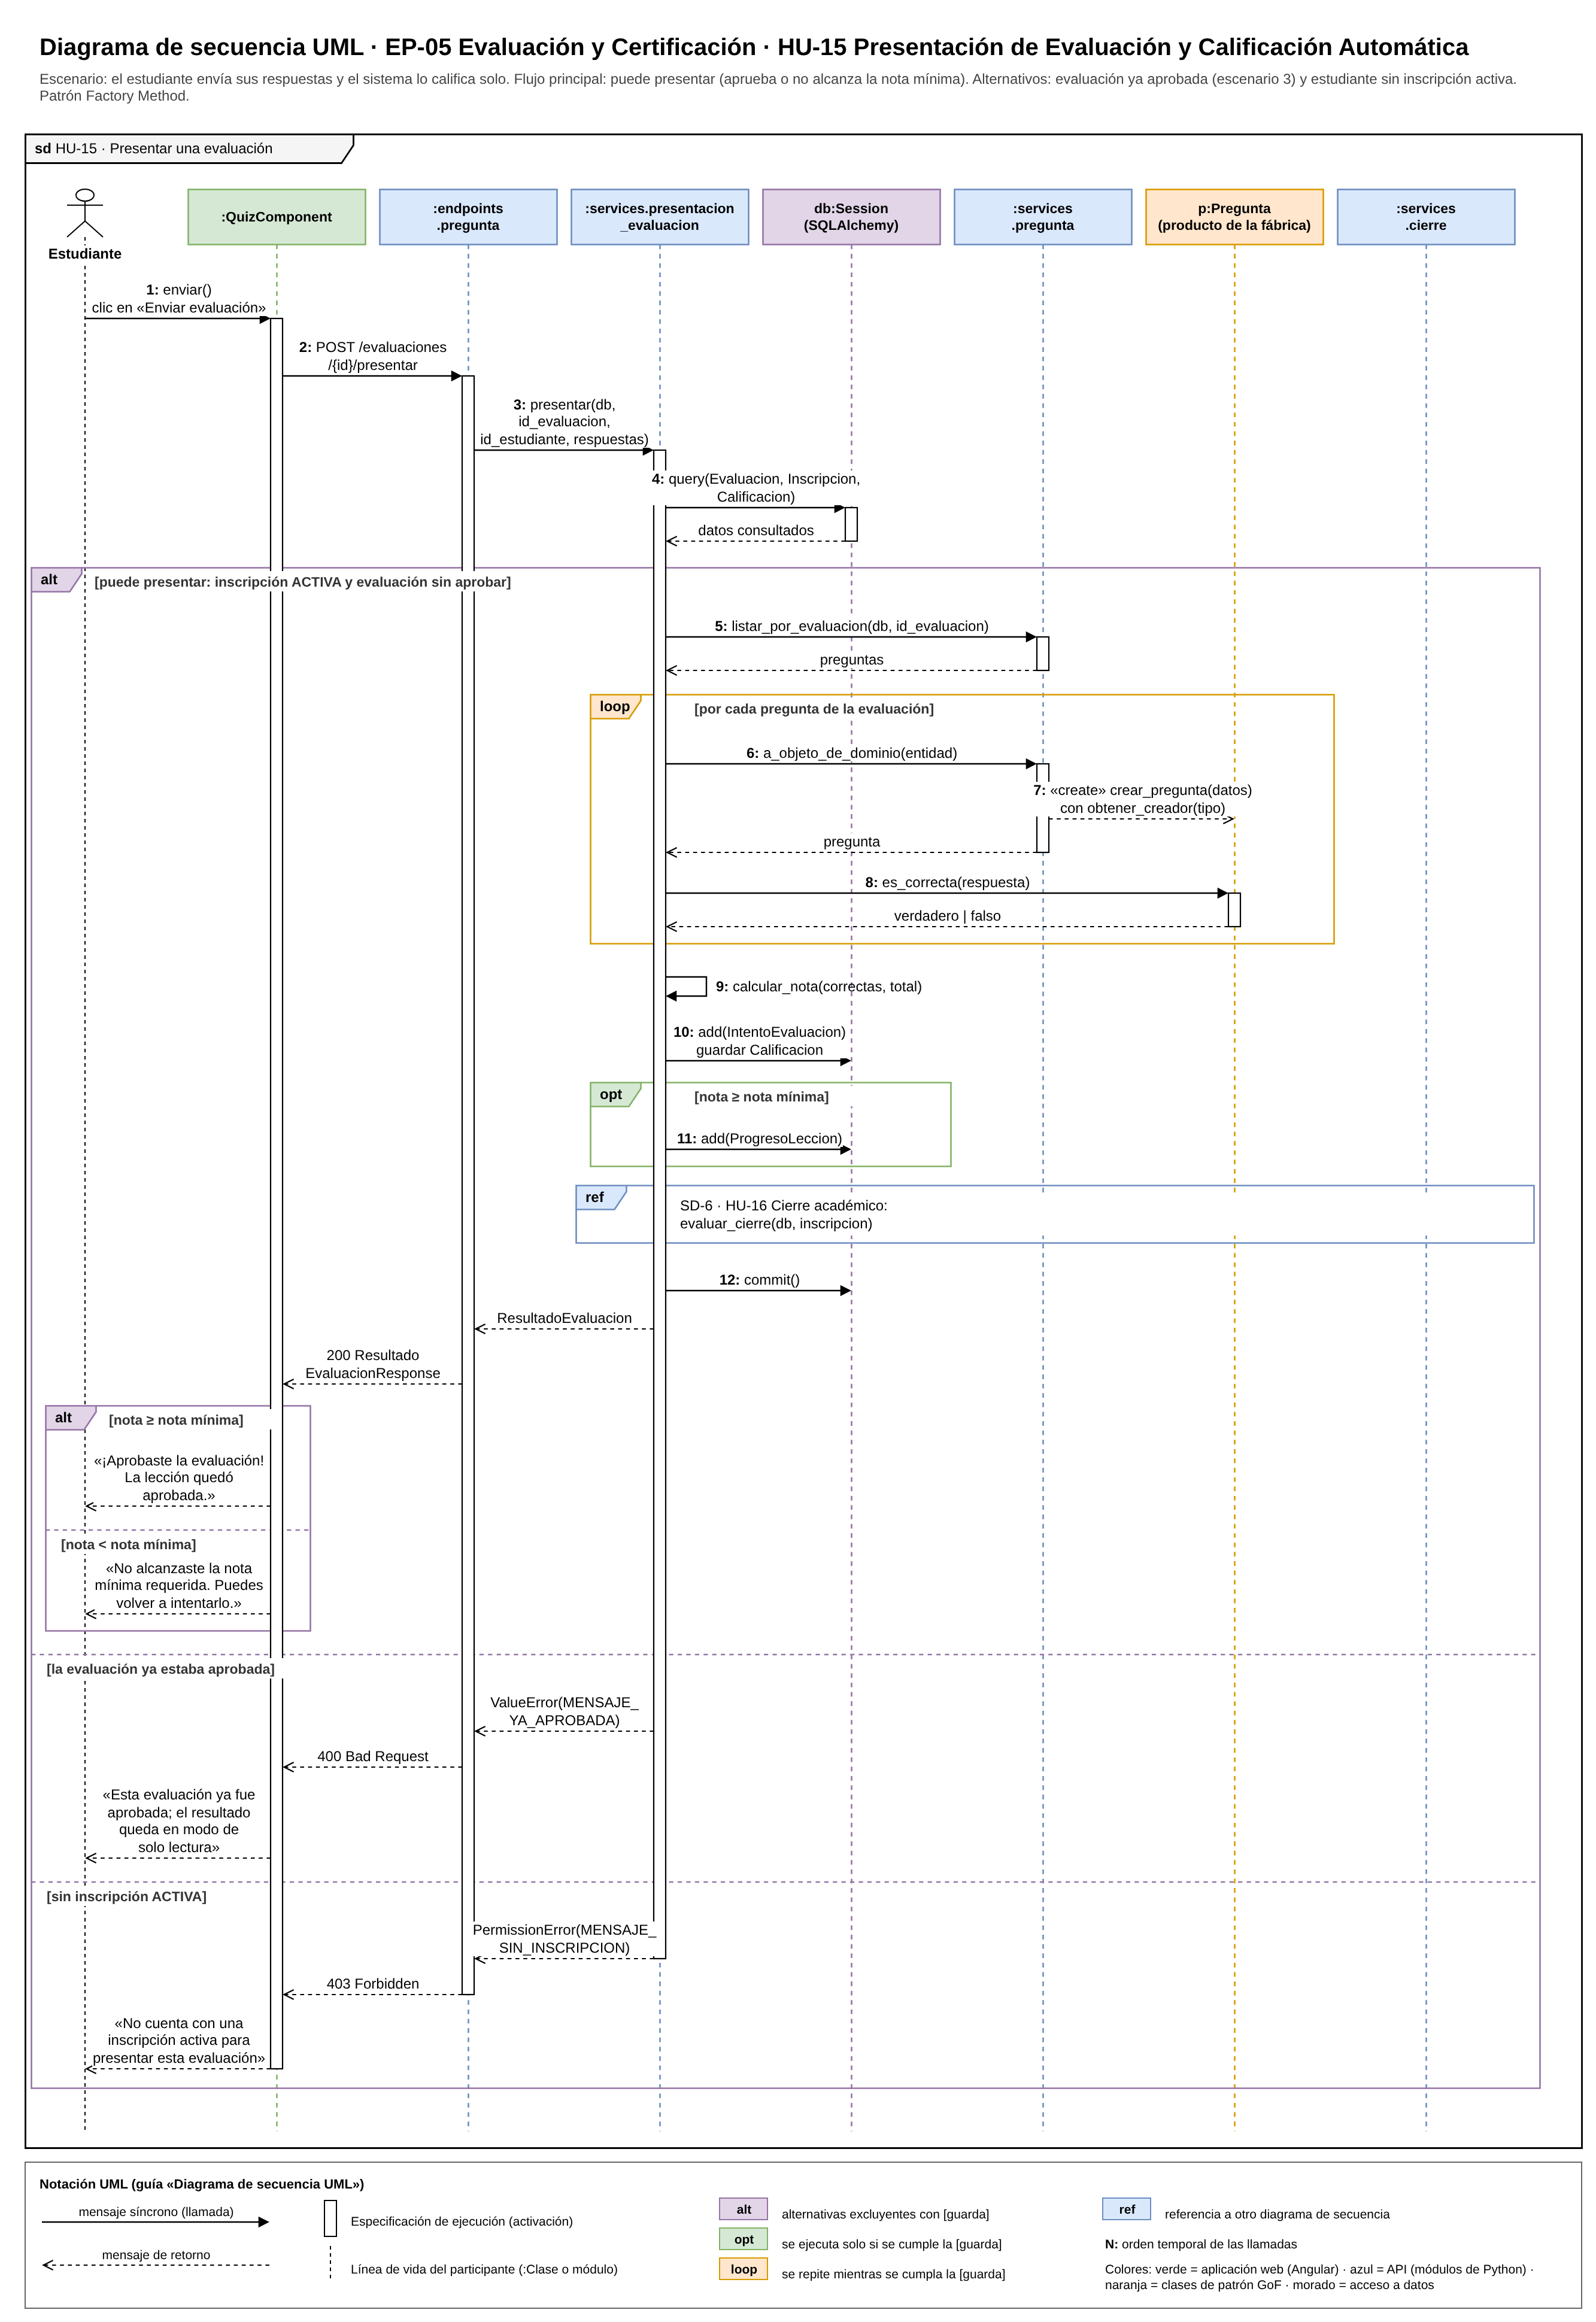 Diagrama de secuencia UML · EP-05 Evaluación y Certificación · HU-15 Presentación de Evaluación y Calificación Automática
Escenario: el estudiante envía sus respuestas y el sistema lo califica solo. Flujo principal: puede presentar (aprueba o no alcanza la nota mínima). Alternativos: evaluación ya aprobada (escenario 3) y estudiante sin inscripción activa.
Patrón Factory Method.
sd HU-15 · Presentar una evaluación
Estudiante
:QuizComponent
:endpoints
.pregunta
:services.presentacion
_evaluacion
db:Session
(SQLAlchemy)
:services
.pregunta
p:Pregunta
(producto de la fábrica)
:services
.cierre
1: enviar()
clic en «Enviar evaluación»
2: POST /evaluaciones
/{id}/presentar
3: presentar(db,
id_evaluacion,
id_estudiante, respuestas)
4: query(Evaluacion, Inscripcion,
Calificacion)
datos consultados
alt
[puede presentar: inscripción ACTIVA y evaluación sin aprobar]
5: listar_por_evaluacion(db, id_evaluacion)
preguntas
loop
[por cada pregunta de la evaluación]
6: a_objeto_de_dominio(entidad)
7: «create» crear_pregunta(datos)
con obtener_creador(tipo)
pregunta
8: es_correcta(respuesta)
verdadero | falso
9: calcular_nota(correctas, total)
10: add(IntentoEvaluacion)
guardar Calificacion
opt
[nota ≥ nota mínima]
11: add(ProgresoLeccion)
ref
SD-6 · HU-16 Cierre académico:
evaluar_cierre(db, inscripcion)
12: commit()
ResultadoEvaluacion
200 Resultado
EvaluacionResponse
alt
[nota ≥ nota mínima]
«¡Aprobaste la evaluación!
La lección quedó
aprobada.»
[nota < nota mínima]
«No alcanzaste la nota
mínima requerida. Puedes
volver a intentarlo.»
[la evaluación ya estaba aprobada]
ValueError(MENSAJE_
YA_APROBADA)
400 Bad Request
«Esta evaluación ya fue
aprobada; el resultado
queda en modo de
solo lectura»
[sin inscripción ACTIVA]
PermissionError(MENSAJE_
SIN_INSCRIPCION)
403 Forbidden
«No cuenta con una
inscripción activa para
presentar esta evaluación»
Notación UML (guía «Diagrama de secuencia UML»)
mensaje síncrono (llamada)
mensaje de retorno
Especificación de ejecución (activación)
Línea de vida del participante (:Clase o módulo)
alt
alternativas excluyentes con [guarda]
opt
se ejecuta solo si se cumple la [guarda]
loop
se repite mientras se cumpla la [guarda]
ref
referencia a otro diagrama de secuencia
N: orden temporal de las llamadas
Colores: verde = aplicación web (Angular) · azul = API (módulos de Python) ·
naranja = clases de patrón GoF · morado = acceso a datos